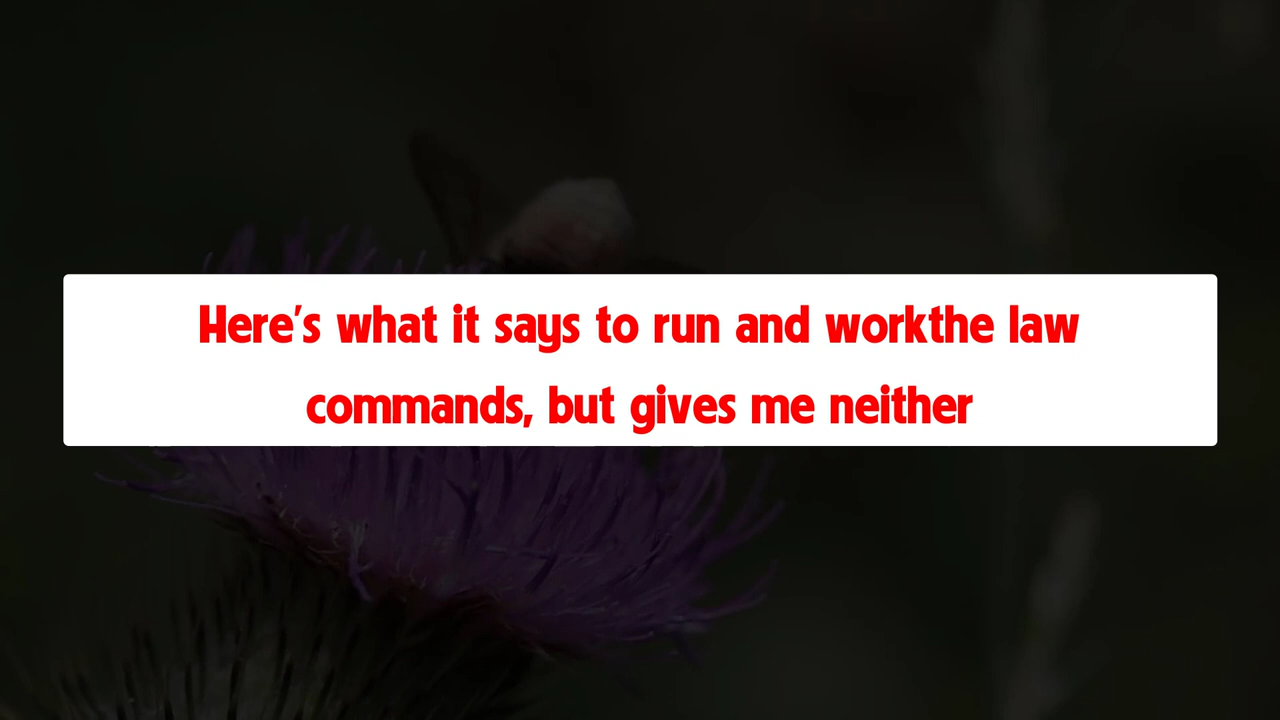 Here's what it says to run and workthe law
commands, but gives me neither